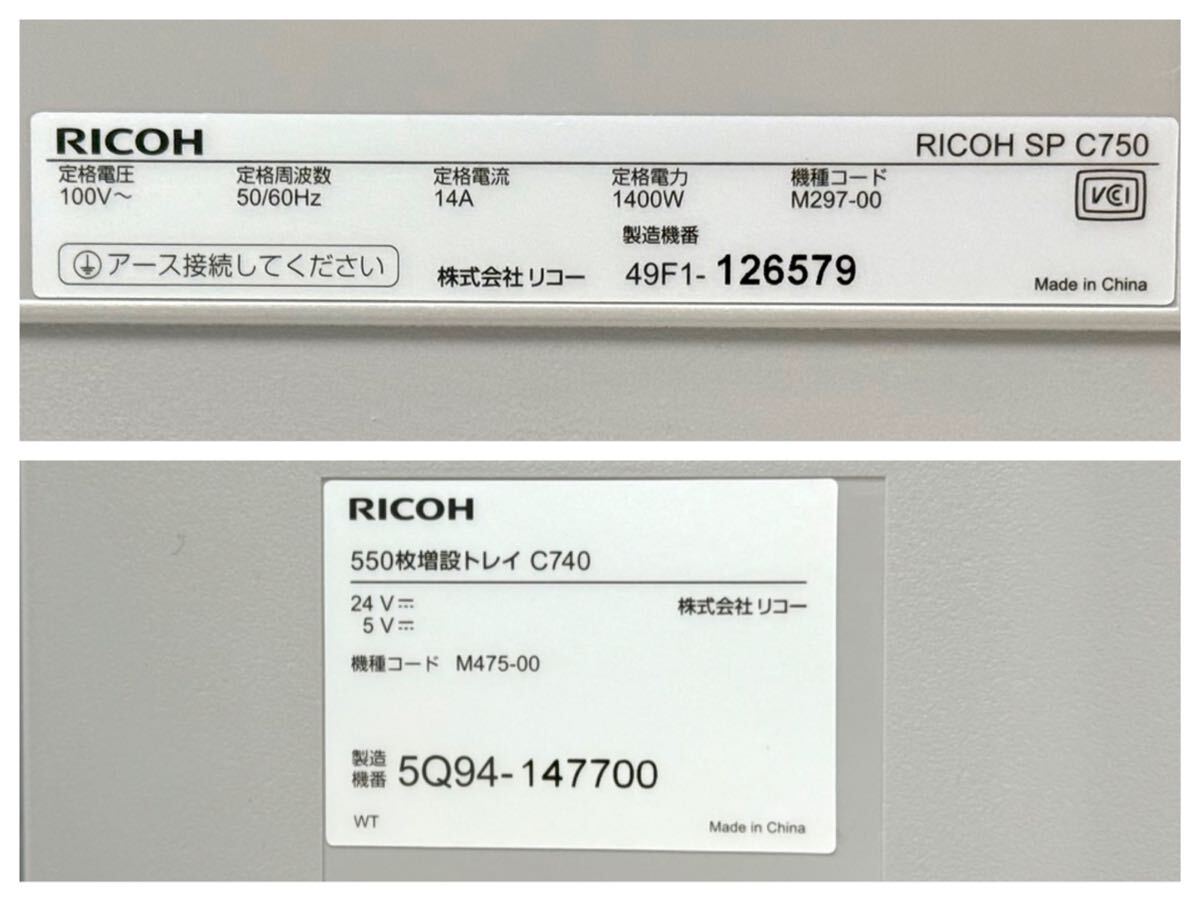 RICOH RICOH SP C750
定格電圧 定格周波数 定格電流 定格電力 機種コード
100V～ 50/60Hz 14A 1400W M297-00
VCI
製造機番
アース接続してください 株式会社リコー 49F1-126579 Made in China
RICOH
550枚増設トレイ C740
24 V⎓ 株式会社リコー
5 V⎓
機種コード M475-00
製造
機番 5Q94-147700
WT Made in China